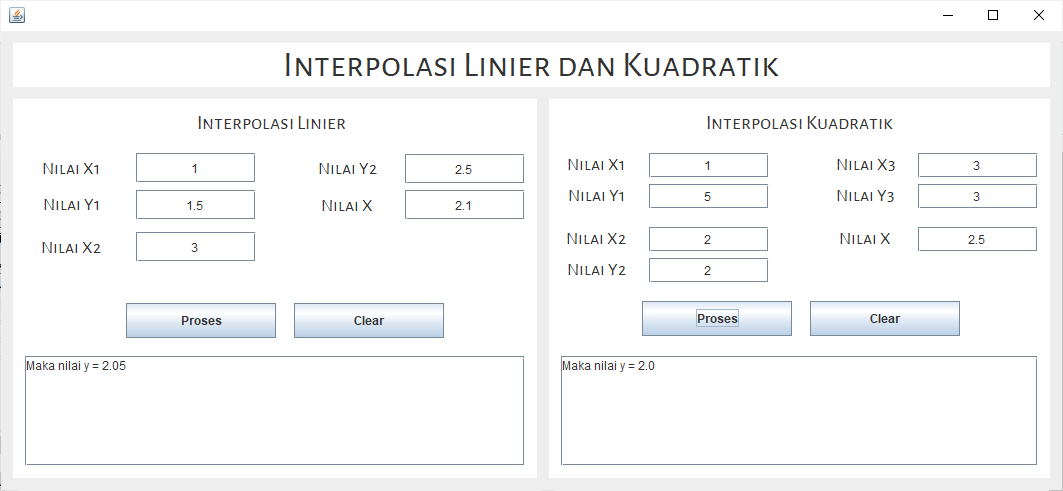 Interpolasi Linier dan Kuadratik
Interpolasi Linier
Nilai X1 1 Nilai Y2 2.5
Nilai Y1 1.5 Nilai X 2.1
Nilai X2 3
Proses Clear
Maka nilai y = 2.05
Interpolasi Kuadratik
Nilai X1 1 Nilai X3 3
Nilai Y1 5 Nilai Y3 3
Nilai X2 2 Nilai X 2.5
Nilai Y2 2
Proses Clear
Maka nilai y = 2.0